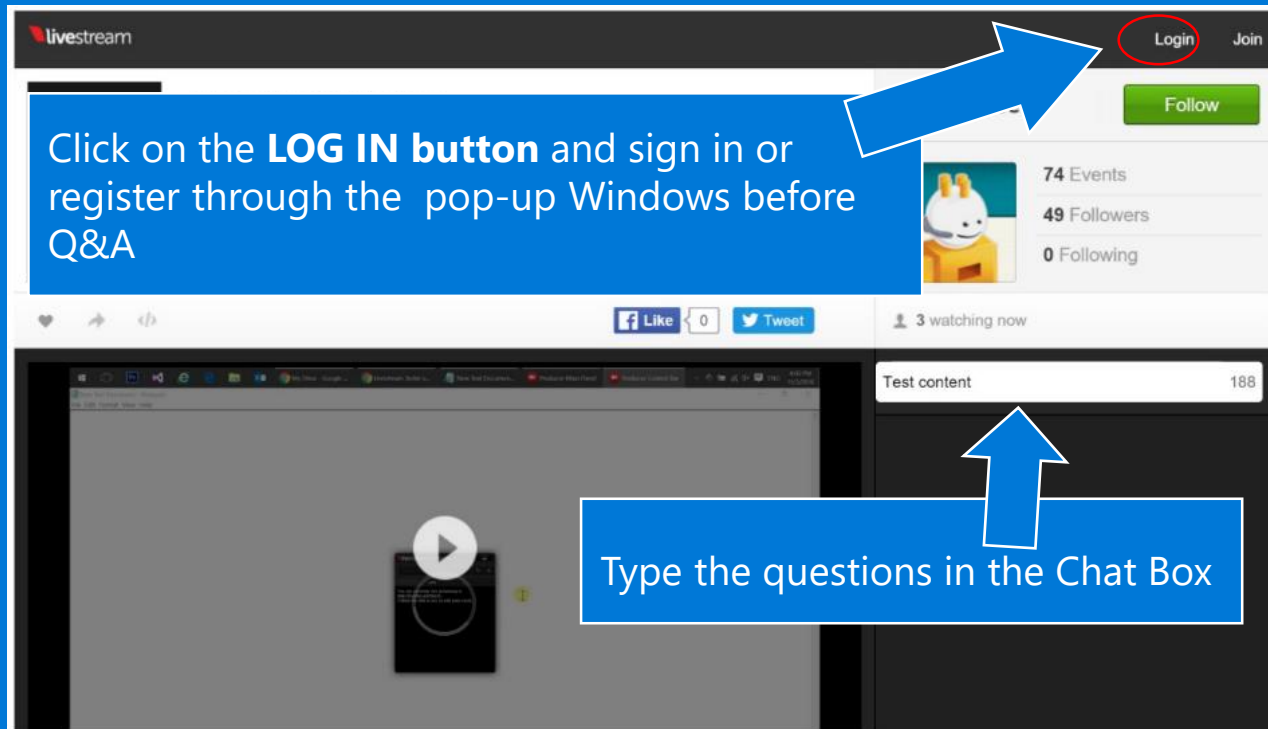 livestream
Login Join
Click on the LOG IN button and sign in or
register through the pop-up Windows before
Q&A
Follow
74 Events
49 Followers
0 Following
Like 0 Tweet
3 watching now
Test content 188
Type the questions in the Chat Box